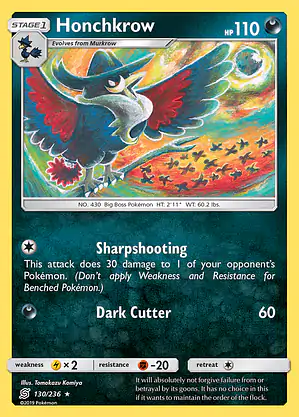 STAGE 1
Honchkrow
HP 110
Evolves from Murkrow
NO. 430 Big Boss Pokémon HT: 2'11" WT: 60.2 lbs.
Sharpshooting
This attack does 30 damage to 1 of your opponent's
Pokémon. (Don't apply Weakness and Resistance for
Benched Pokémon.)
Dark Cutter 60
weakness ×2 resistance -20 retreat
Illus. Tomokazu Komiya
130/236 ★
©2019 Pokémon
It will absolutely not forgive failure from or
betrayal by its goons. It has no choice in this
if it wants to maintain the order of the flock.